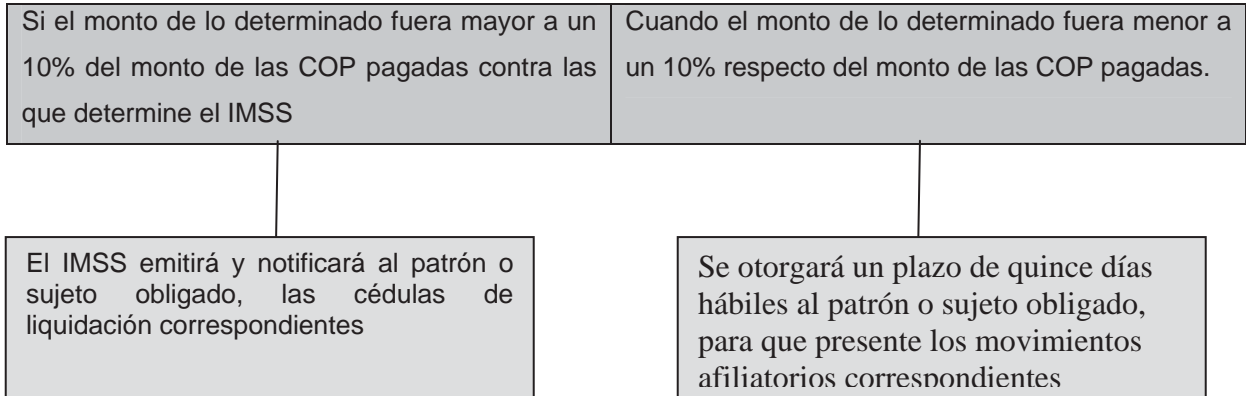 Si el monto de lo determinado fuera mayor a un
10% del monto de las COP pagadas contra las
que determine el IMSS
Cuando el monto de lo determinado fuera menor a
un 10% respecto del monto de las COP pagadas.
El IMSS emitirá y notificará al patrón o
sujeto obligado, las cédulas de
liquidación correspondientes
Se otorgará un plazo de quince días
hábiles al patrón o sujeto obligado,
para que presente los movimientos
afiliatorios correspondientes